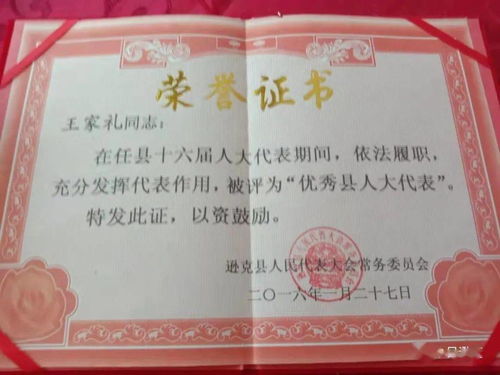 荣誉证书
王家礼同志：
在任县十六届人大代表期间，依法履职，
充分发挥代表作用，被评为“优秀县人大代表”。
特发此证，以资鼓励。
逊克县人民代表大会常务委员会
二〇一六年一月二十七日